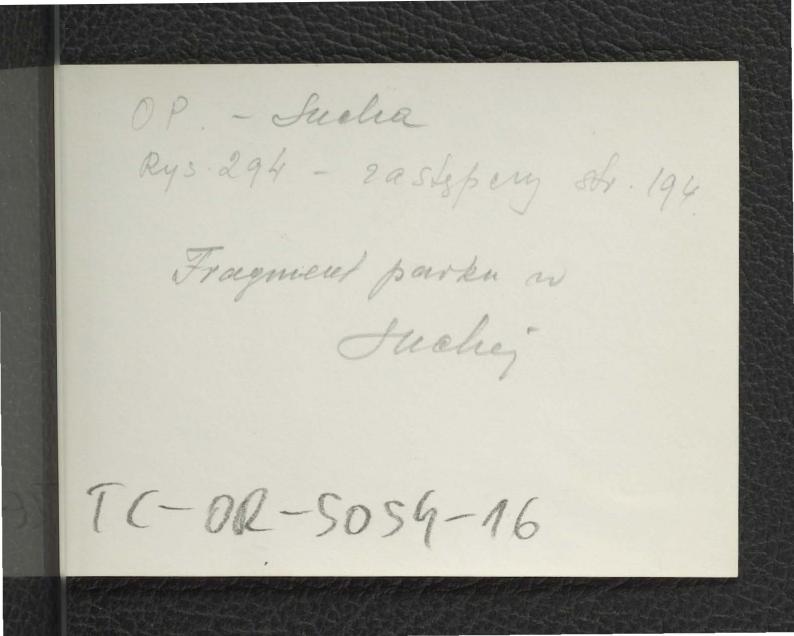 OP. - Sucha
Rys. 294 - zastępczy str. 194
Fragment parku w
Suchej
TC-OR-5054-16